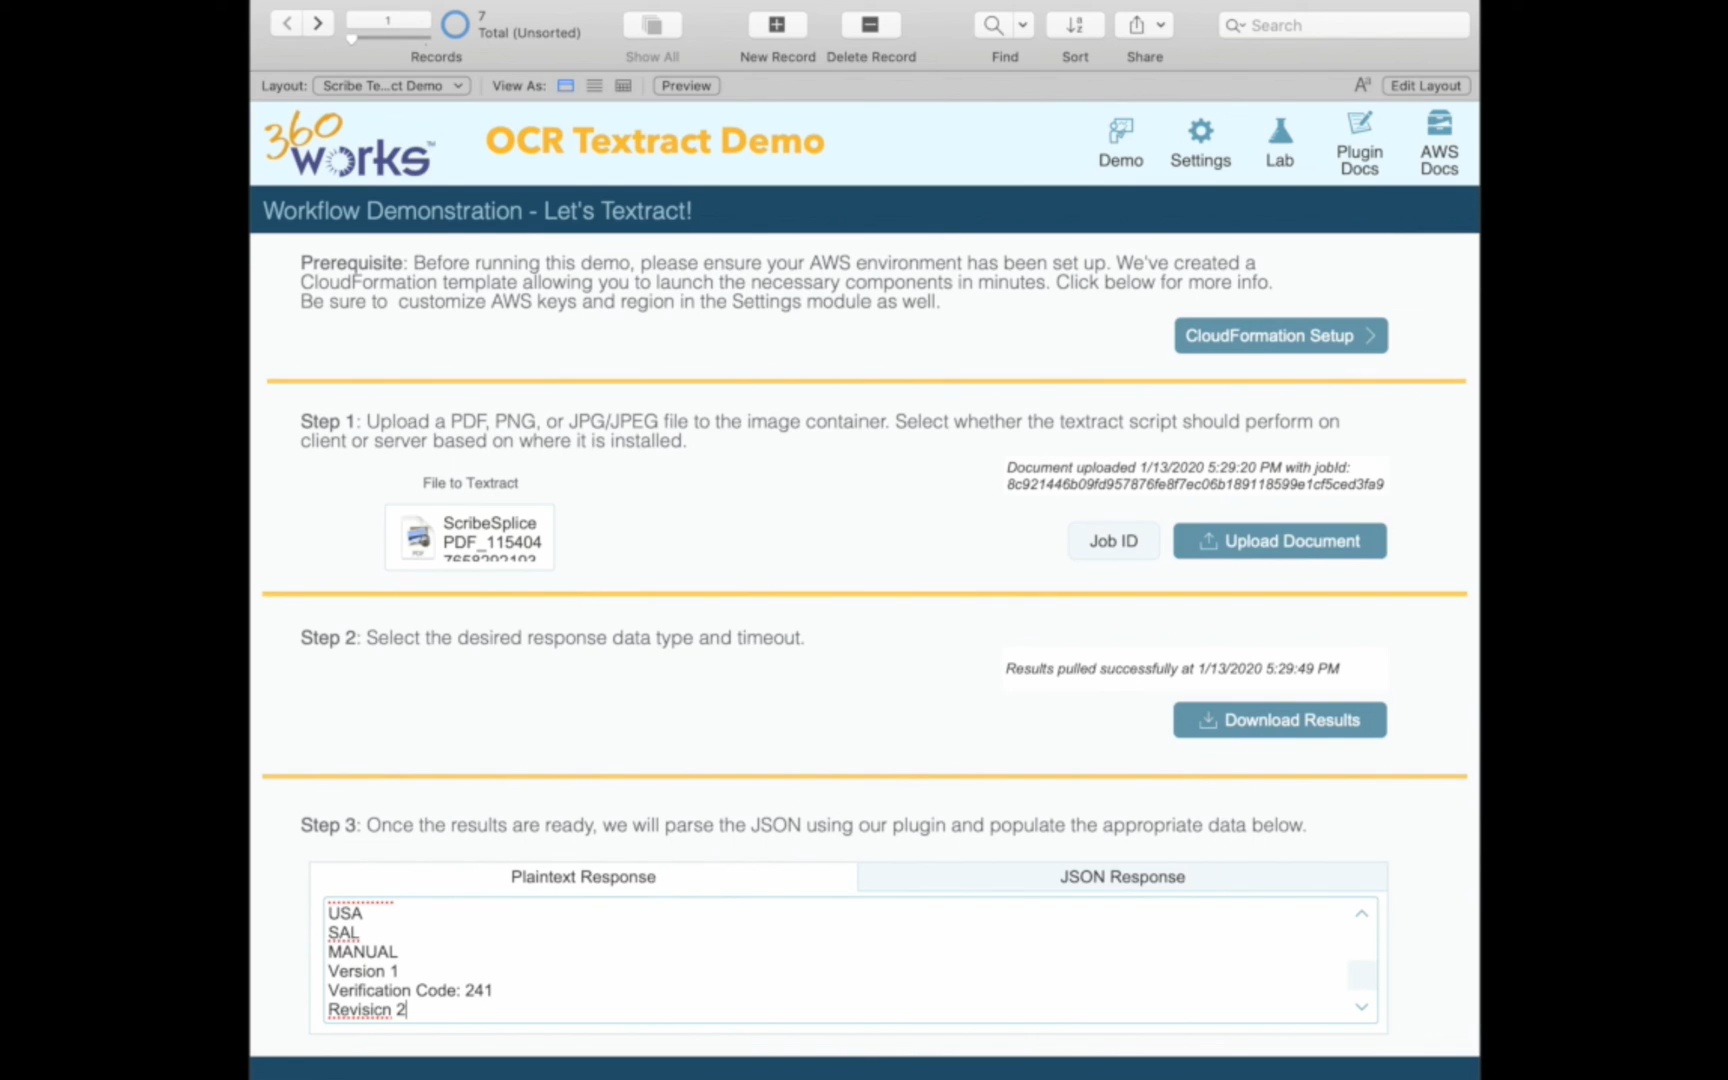 1
7
Total (Unsorted)
Records
Show All
New Record
Delete Record
Find
Sort
Share
Search
Layout:
Scribe Te...ct Demo
View As:
Preview
Aa
Edit Layout
360
works™
OCR Textract Demo
Demo
Settings
Lab
Plugin
Docs
AWS
Docs
Workflow Demonstration - Let's Textract!
Prerequisite: Before running this demo, please ensure your AWS environment has been set up. We've created a
CloudFormation template allowing you to launch the necessary components in minutes. Click below for more info.
Be sure to customize AWS keys and region in the Settings module as well.
CloudFormation Setup
Step 1: Upload a PDF, PNG, or JPG/JPEG file to the image container. Select whether the textract script should perform on
client or server based on where it is installed.
Document uploaded 1/13/2020 5:29:20 PM with jobId:
8c921446b09fd957876fe8f7ec06b189118599e1cf5ced3fa9
File to Textract
PDF
ScribeSplice
PDF_115404
7658202103
Job ID
Upload Document
Step 2: Select the desired response data type and timeout.
Results pulled successfully at 1/13/2020 5:29:49 PM
Download Results
Step 3: Once the results are ready, we will parse the JSON using our plugin and populate the appropriate data below.
Plaintext Response
JSON Response
USA
SAL
MANUAL
Version 1
Verification Code: 241
Revisicn 2